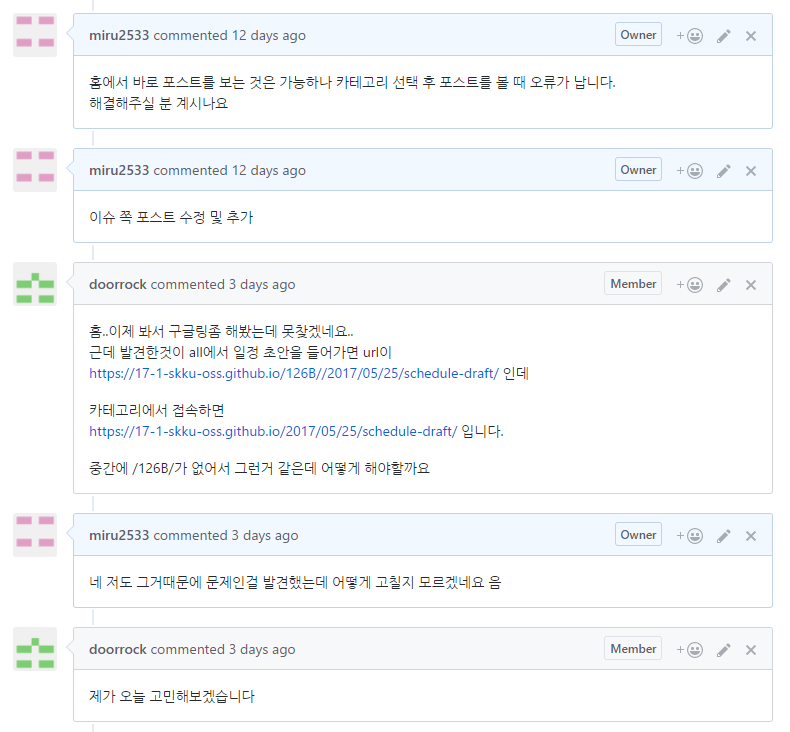 miru2533 commented 12 days ago Owner
홈에서 바로 포스트를 보는 것은 가능하나 카테고리 선택 후 포스트를 볼 때 오류가 납니다.
해결해주실 분 계시나요
miru2533 commented 12 days ago Owner
이슈 쪽 포스트 수정 및 추가
doorrock commented 3 days ago Member
흠..이제 봐서 구글링좀 해봤는데 못찾겠네요..
근데 발견한것이 all에서 일정 초안을 들어가면 url이
https://17-1-skku-oss.github.io/126B//2017/05/25/schedule-draft/ 인데
카테고리에서 접속하면
https://17-1-skku-oss.github.io/2017/05/25/schedule-draft/ 입니다.
중간에 /126B/가 없어서 그런거 같은데 어떻게 해야할까요
miru2533 commented 3 days ago Owner
네 저도 그거때문에 문제인걸 발견했는데 어떻게 고칠지 모르겠네요 음
doorrock commented 3 days ago Member
제가 오늘 고민해보겠습니다